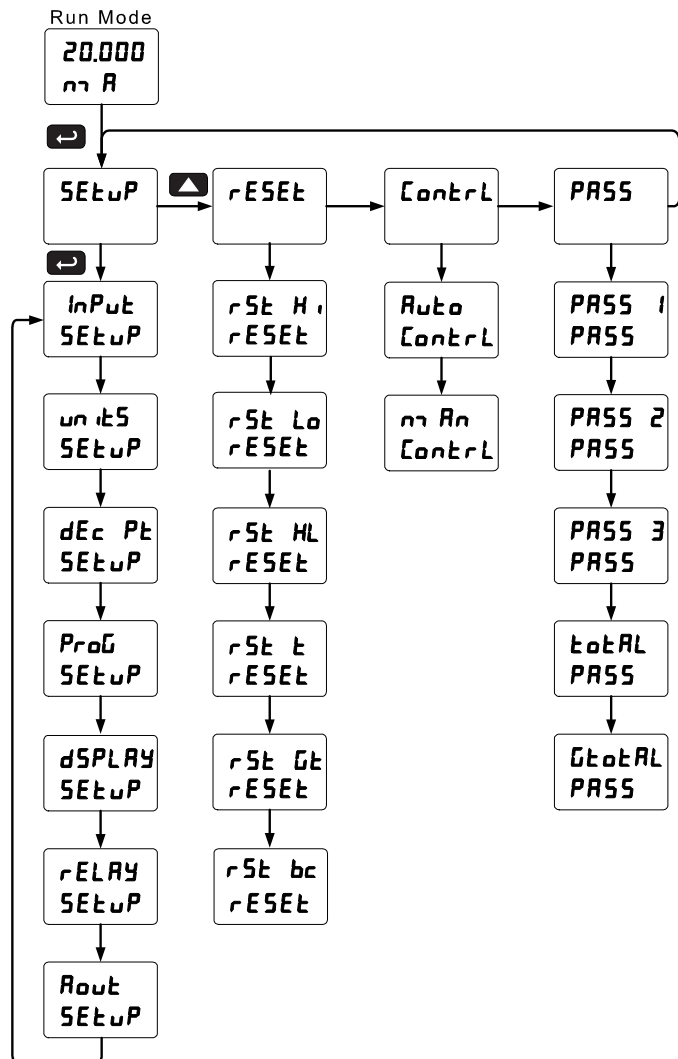 Run Mode
20.000
mA
SEtuP
rESEt
ContrL
PASS
InPut
SEtuP
unitS
SEtuP
dEc Pt
SEtuP
ProG
SEtuP
dSPLAY
SEtuP
rELAY
SEtuP
Aout
SEtuP
rSt Hi
rESEt
rSt Lo
rESEt
rSt HL
rESEt
rSt t
rESEt
rSt Gt
rESEt
rSt bc
rESEt
Auto
ContrL
mAn
ContrL
PASS 1
PASS
PASS 2
PASS
PASS 3
PASS
totAL
PASS
GtotAL
PASS